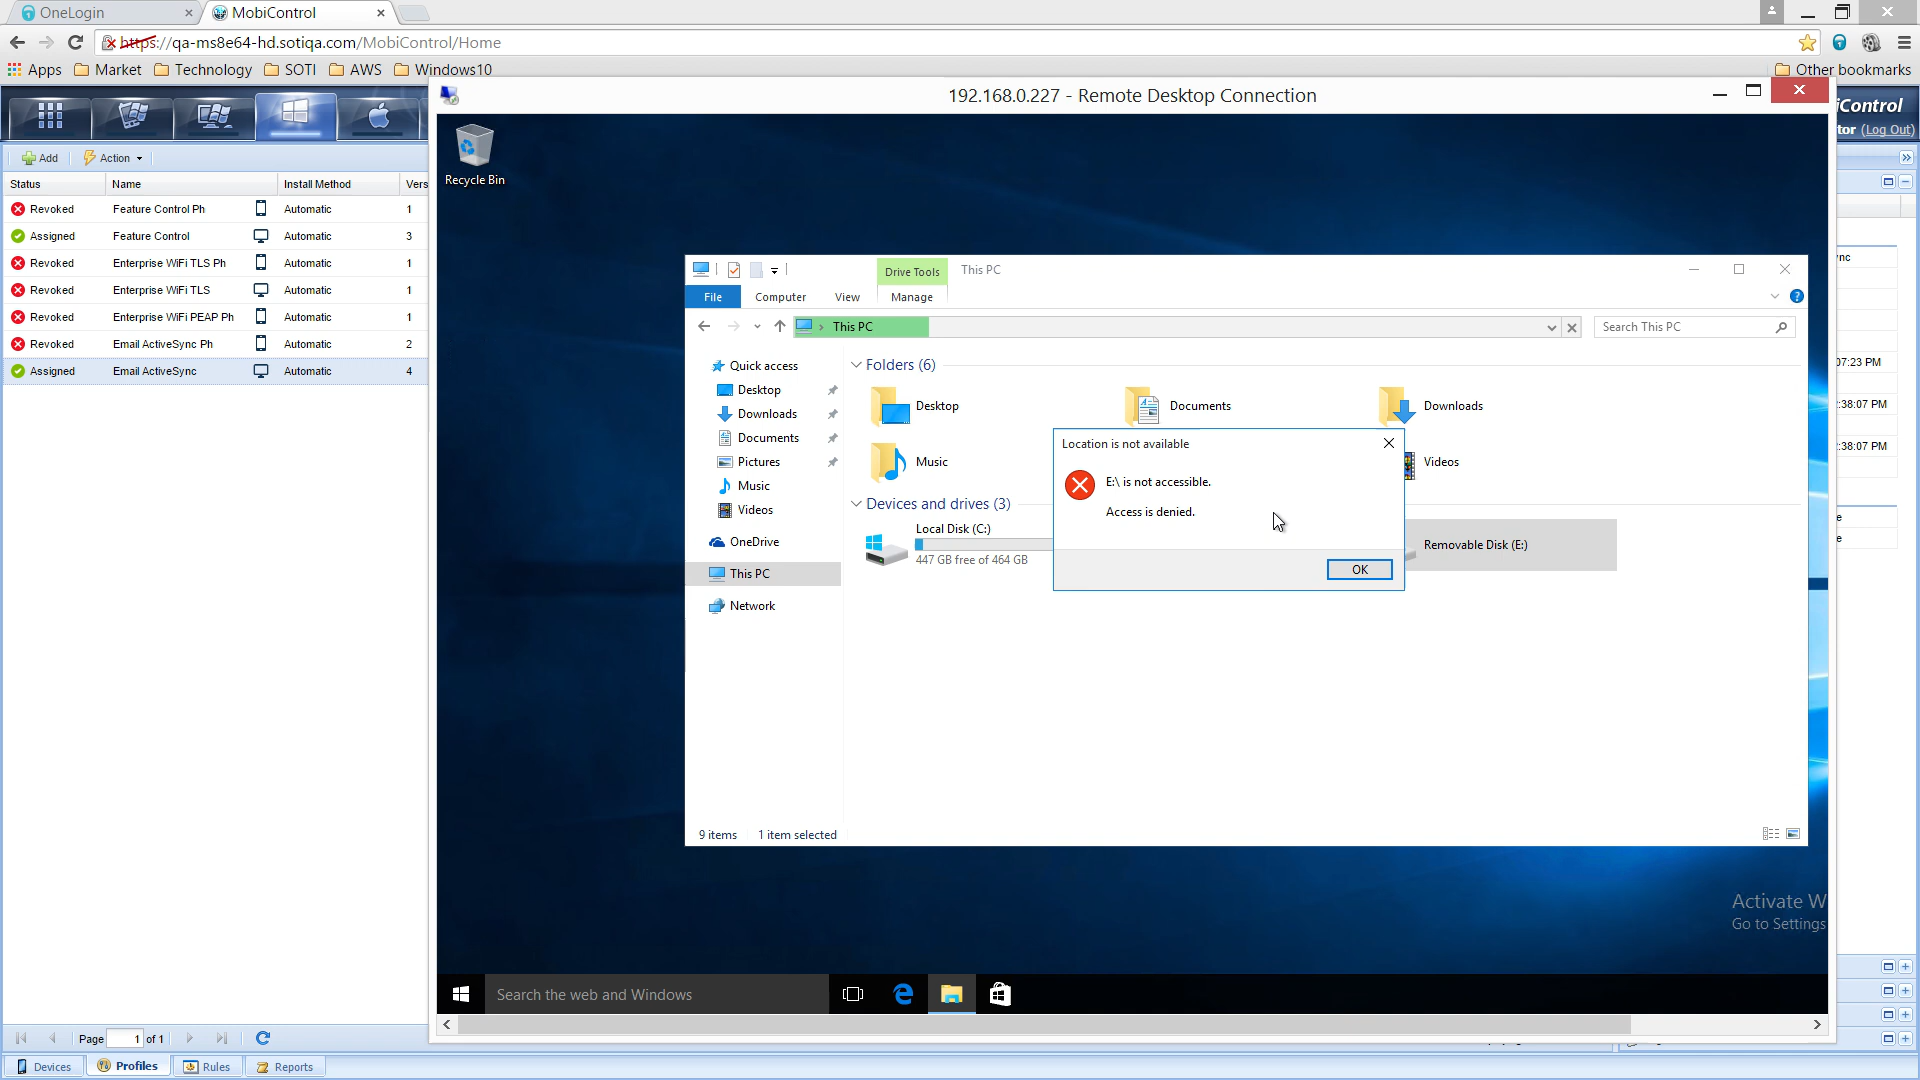 OneLogin
MobiControl
https://qa-ms8e64-hd.sotiqa.com/MobiControl/Home
Apps Market Technology SOTI AWS Windows10
Other bookmarks
192.168.0.227 - Remote Desktop Connection
iControl
tor (Log Out)
Add Action
Status Name Install Method Vers
Revoked Feature Control Ph Automatic 1
Assigned Feature Control Automatic 3
Revoked Enterprise WiFi TLS Ph Automatic 1
Revoked Enterprise WiFi TLS Automatic 1
Revoked Enterprise WiFi PEAP Ph Automatic 1
Revoked Email ActiveSync Ph Automatic 2
Assigned Email ActiveSync Automatic 4
Recycle Bin
Drive Tools This PC
File Computer View Manage
This PC
Search This PC
Quick access
Desktop
Downloads
Documents
Pictures
Music
Videos
OneDrive
This PC
Network
Folders (6)
Desktop Documents Downloads
Music Videos
Devices and drives (3)
Local Disk (C:)
447 GB free of 464 GB
Removable Disk (E:)
Location is not available
E:\ is not accessible.
Access is denied.
OK
9 items 1 item selected
nc
07:23 PM
:38:07 PM
:38:07 PM
e
e
Activate W
Go to Settings
Search the web and Windows
Page 1 of 1
Devices Profiles Rules Reports